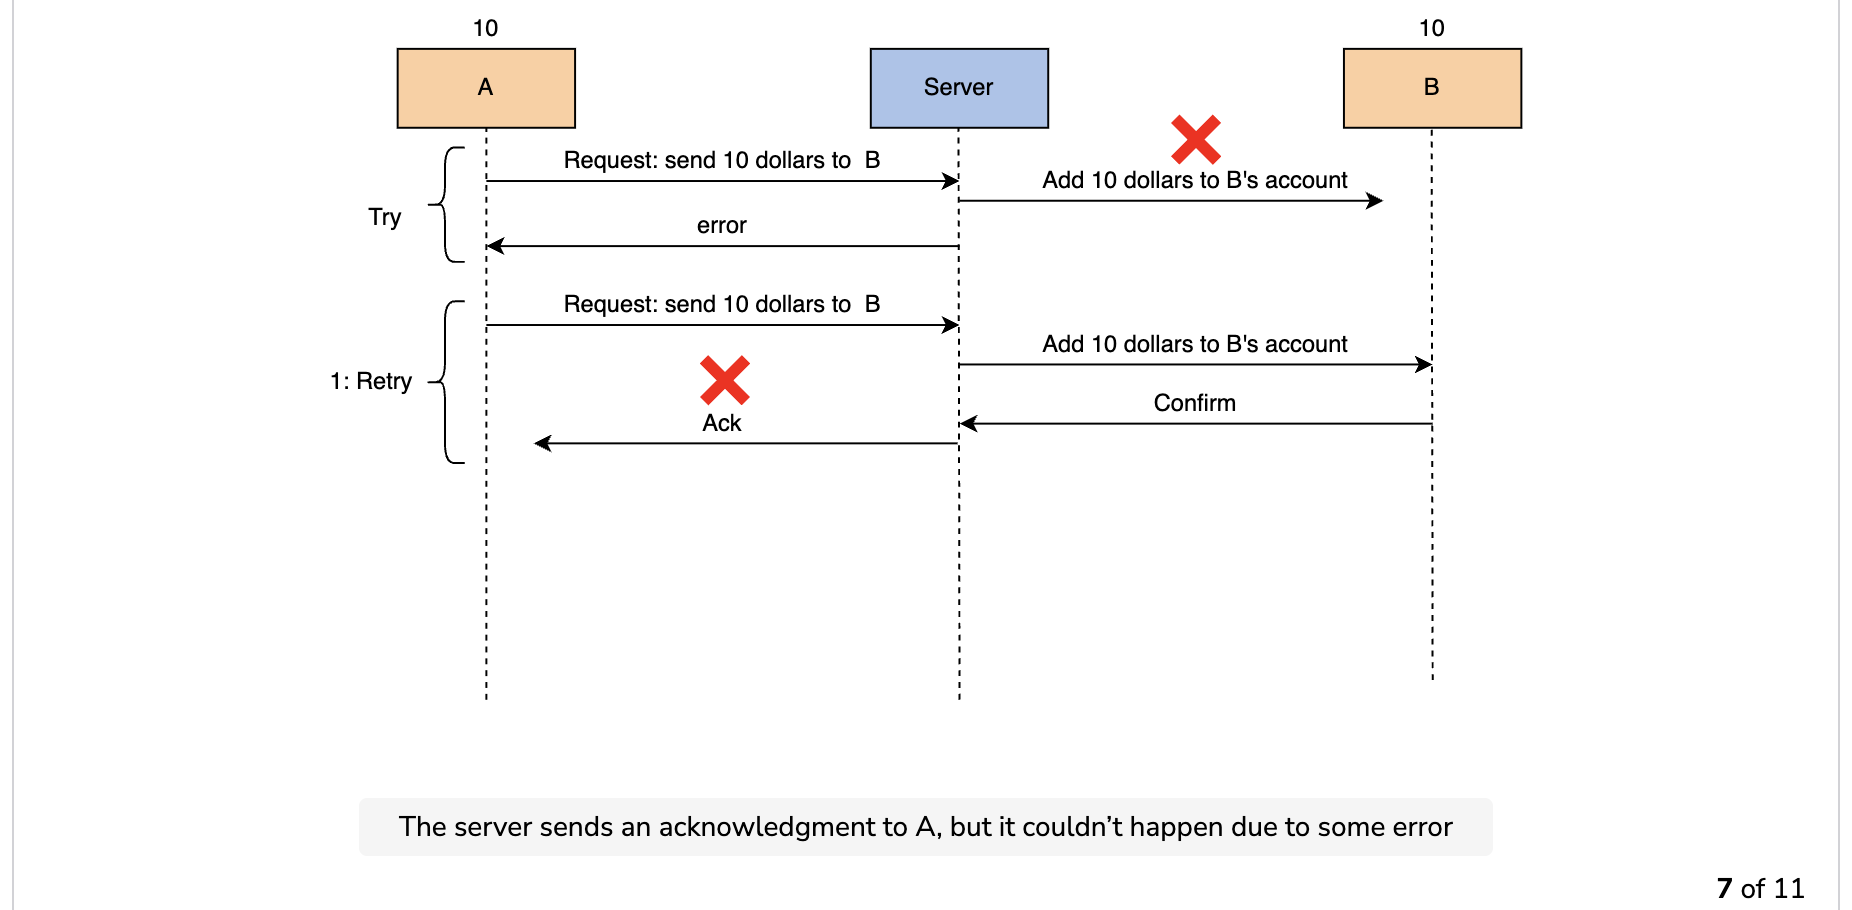 10
10
A
Server
B
Request: send 10 dollars to B
Add 10 dollars to B's account
Try
error
Request: send 10 dollars to B
Add 10 dollars to B's account
1: Retry
Confirm
Ack
The server sends an acknowledgment to A, but it couldn’t happen due to some error
7 of 11